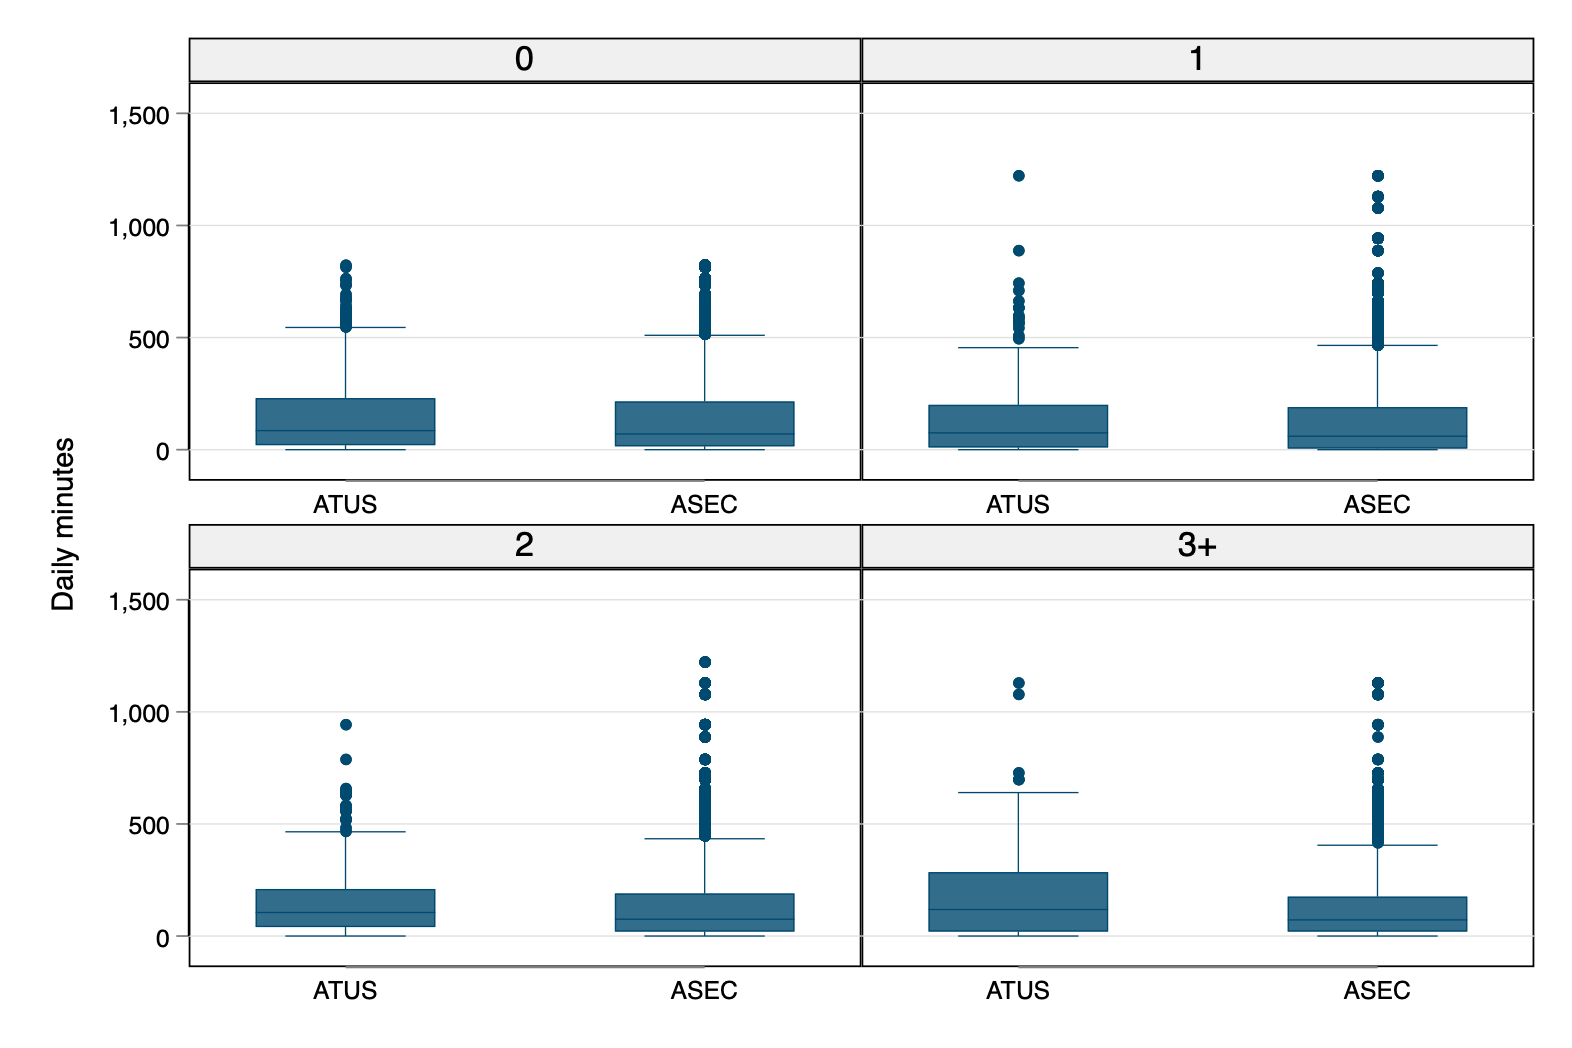 Daily minutes
0
1
1,500
1,000
500
0
ATUS
ASEC
ATUS
ASEC
2
3+
1,500
1,000
500
0
ATUS
ASEC
ATUS
ASEC